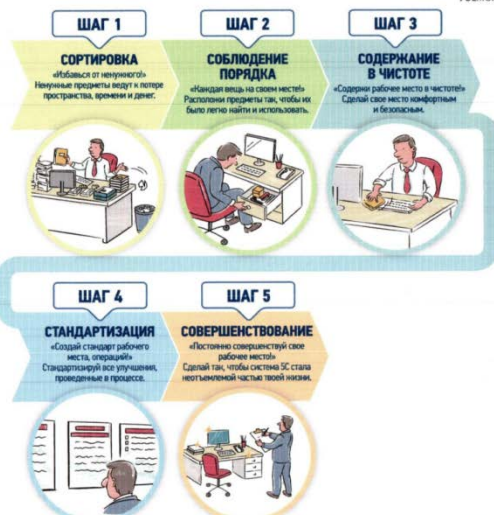 ШАГ 1
СОРТИРОВКА
«Избавься от ненужного!»
Ненужные предметы ведут к потере
пространства, времени и денег.
ШАГ 2
СОБЛЮДЕНИЕ
ПОРЯДКА
«Каждая вещь на своем месте!»
Расположи предметы так, чтобы их
было легко найти и использовать.
ШАГ 3
СОДЕРЖАНИЕ
В ЧИСТОТЕ
«Содержи рабочее место в чистоте!»
Сделай свое место комфортным
и безопасным.
ШАГ 4
СТАНДАРТИЗАЦИЯ
«Создай стандарт рабочего
места, операций!»
Стандартизируй все улучшения,
проведенные в процессе.
ШАГ 5
СОВЕРШЕНСТВОВАНИЕ
«Постоянно совершенствуй свое
рабочее место!»
Сделай так, чтобы система 5С стала
неотъемлемой частью твоей жизни.